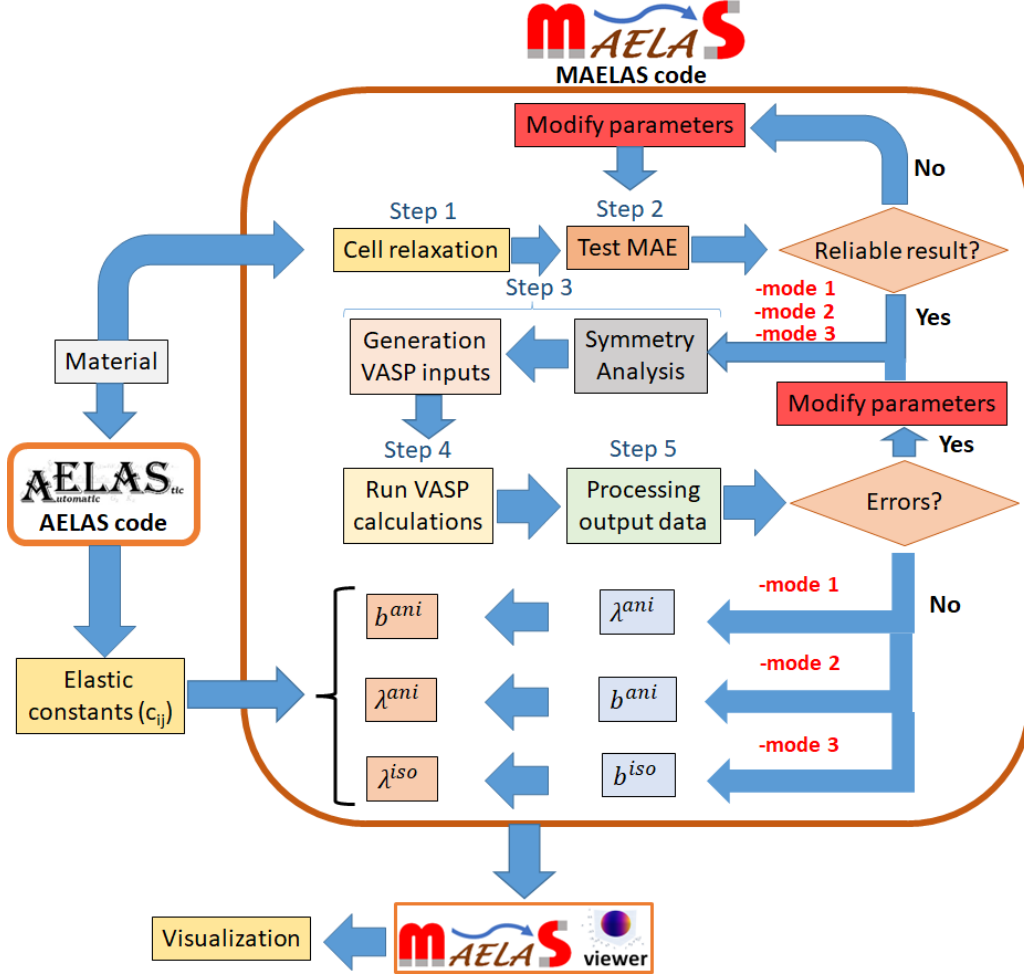 MAELAS
MAELAS code
Modify parameters
No
Step 1
Step 2
Cell relaxation
Test MAE
Reliable result?
Step 3
-mode 1
-mode 2
-mode 3
Yes
Material
Generation
VASP inputs
Symmetry
Analysis
Modify parameters
Yes
Step 4
Step 5
AELAS
Automatic
tic
AELAS code
Run VASP
calculations
Processing
output data
Errors?
-mode 1
No
b^ani
λ^ani
-mode 2
Elastic
constants (c_ij)
λ^ani
b^ani
-mode 3
λ^iso
b^iso
Visualization
MAELAS
viewer